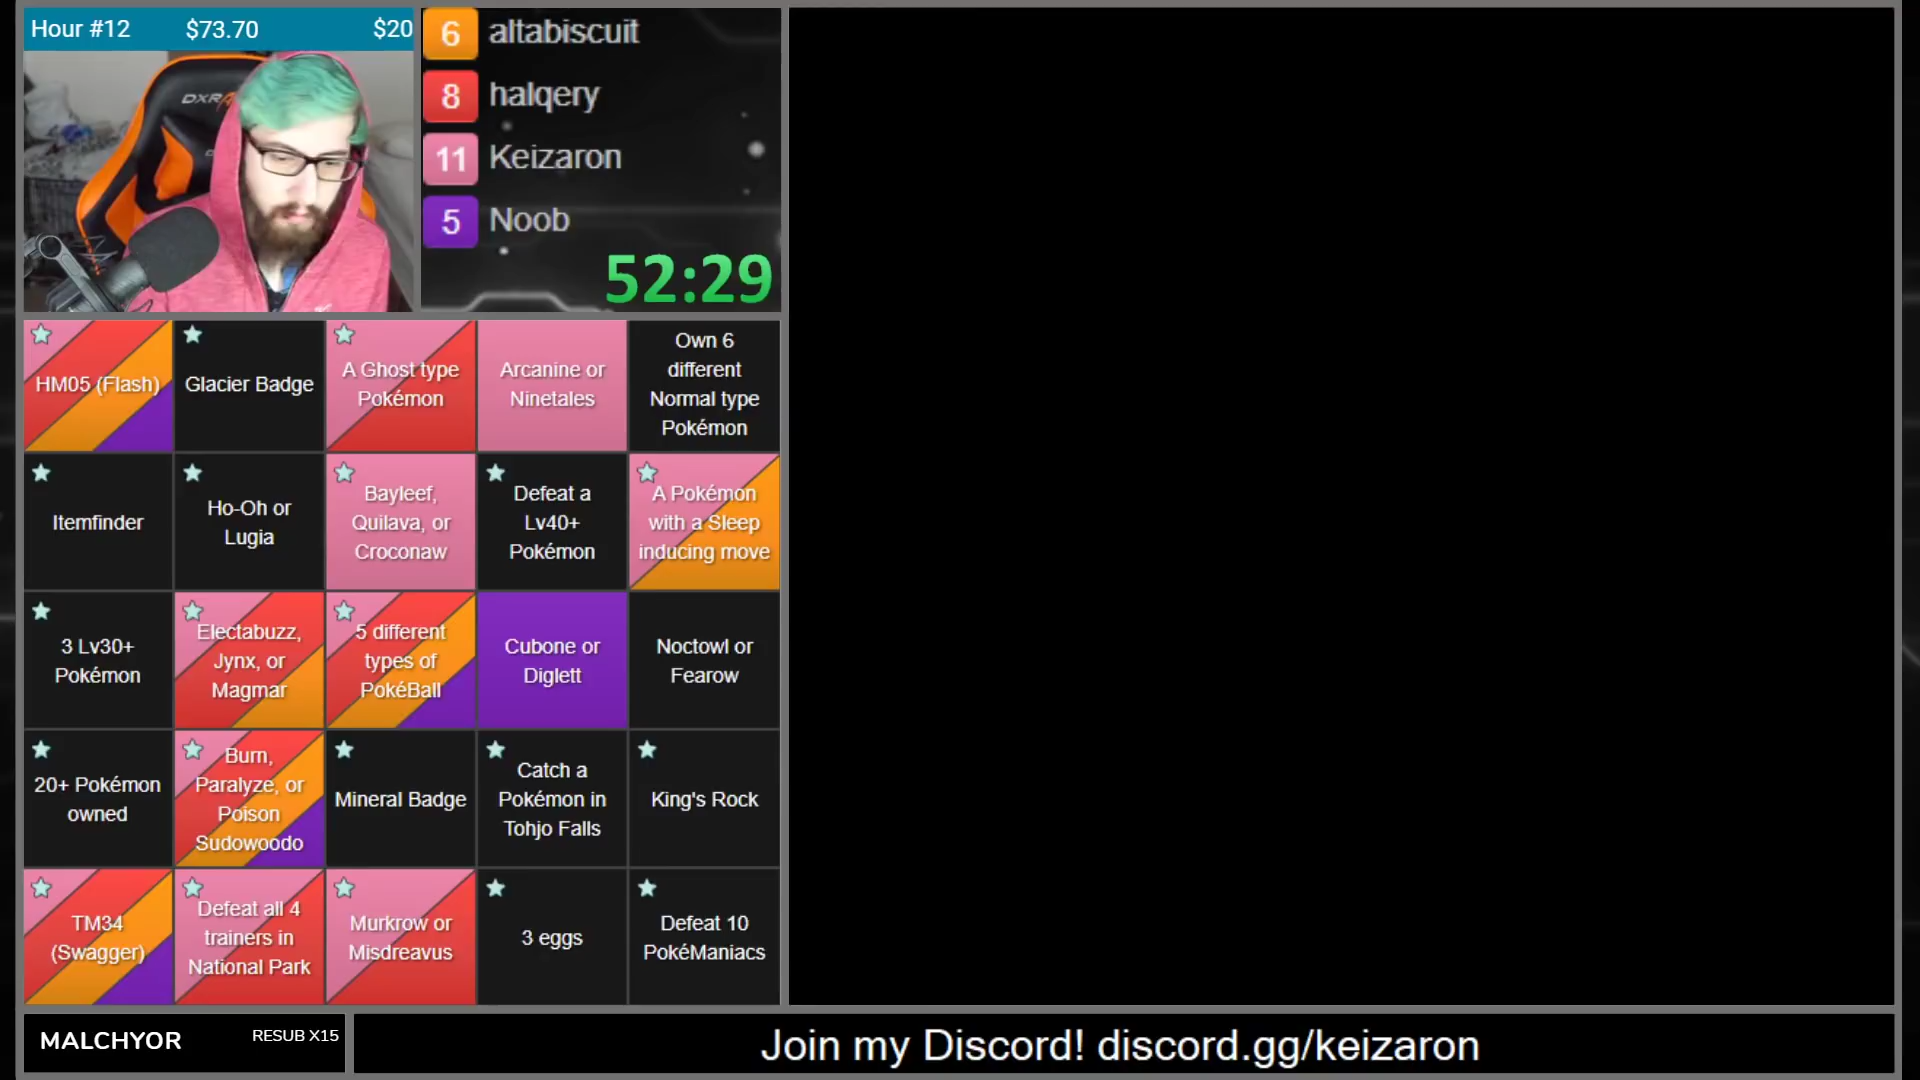 Hour #12 $73.70 $20
DXR
6 altabiscuit
8 halqery
11 Keizaron
5 Noob
52:29
HM05 (Flash)
Glacier Badge
A Ghost type
Pokémon
Arcanine or
Ninetales
Own 6
different
Normal type
Pokémon
Itemfinder
Ho-Oh or
Lugia
Bayleef,
Quilava, or
Croconaw
Defeat a
Lv40+
Pokémon
A Pokémon
with a Sleep
inducing move
3 Lv30+
Pokémon
Electabuzz,
Jynx, or
Magmar
5 different
types of
PokéBall
Cubone or
Diglett
Noctowl or
Fearow
20+ Pokémon
owned
Burn,
Paralyze, or
Poison
Sudowoodo
Mineral Badge
Catch a
Pokémon in
Tohjo Falls
King's Rock
TM34
(Swagger)
Defeat all 4
trainers in
National Park
Murkrow or
Misdreavus
3 eggs
Defeat 10
PokéManiacs
MALCHYOR RESUB X15
Join my Discord! discord.gg/keizaron